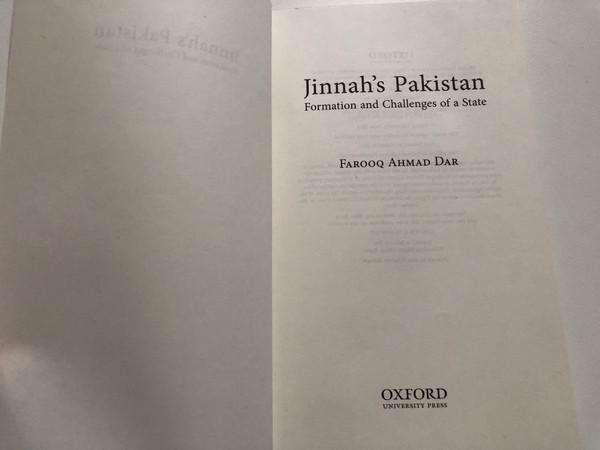 Jinnah's Pakistan
Formation and Challenges of a State
FAROOQ AHMAD DAR
OXFORD
UNIVERSITY PRESS